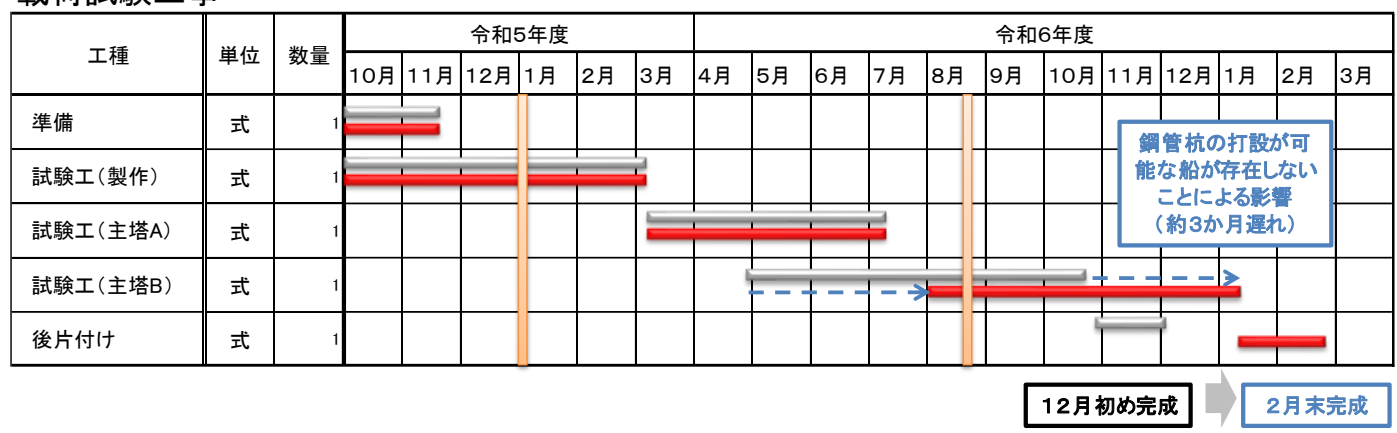 載荷試験工事
工種 単位 数量 令和5年度 令和6年度
10月 11月 12月 1月 2月 3月 4月 5月 6月 7月 8月 9月 10月 11月 12月 1月 2月 3月
準備 式 1
試験工(製作) 式 1
試験工(主塔A) 式 1
試験工(主塔B) 式 1
後片付け 式 1
鋼管杭の打設が可
能な船が存在しない
ことによる影響
(約3か月遅れ)
12月初め完成 2月末完成